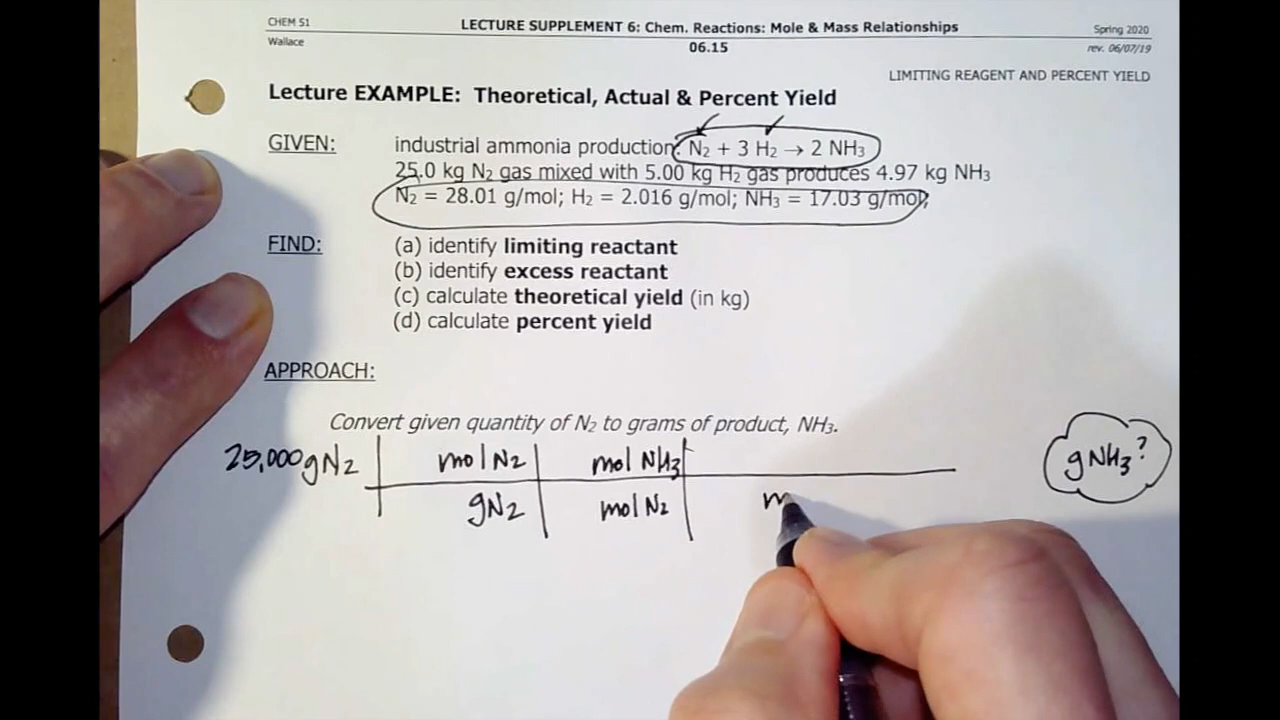 CHEM 51
LECTURE SUPPLEMENT 6: Chem. Reactions: Mole & Mass Relationships
Spring 2020
Wallace
06.15
rev. 06/07/19
LIMITING REAGENT AND PERCENT YIELD
Lecture EXAMPLE: Theoretical, Actual & Percent Yield
GIVEN: industrial ammonia production: N₂ + 3 H₂ → 2 NH₃
25.0 kg N₂ gas mixed with 5.00 kg H₂ gas produces 4.97 kg NH₃
N₂ = 28.01 g/mol; H₂ = 2.016 g/mol; NH₃ = 17.03 g/mol;
FIND: (a) identify limiting reactant
(b) identify excess reactant
(c) calculate theoretical yield (in kg)
(d) calculate percent yield
APPROACH:
Convert given quantity of N₂ to grams of product, NH₃.
25,000 g N₂ mol N₂ mol NH₃
g NH₃?
g N₂ mol N₂ m